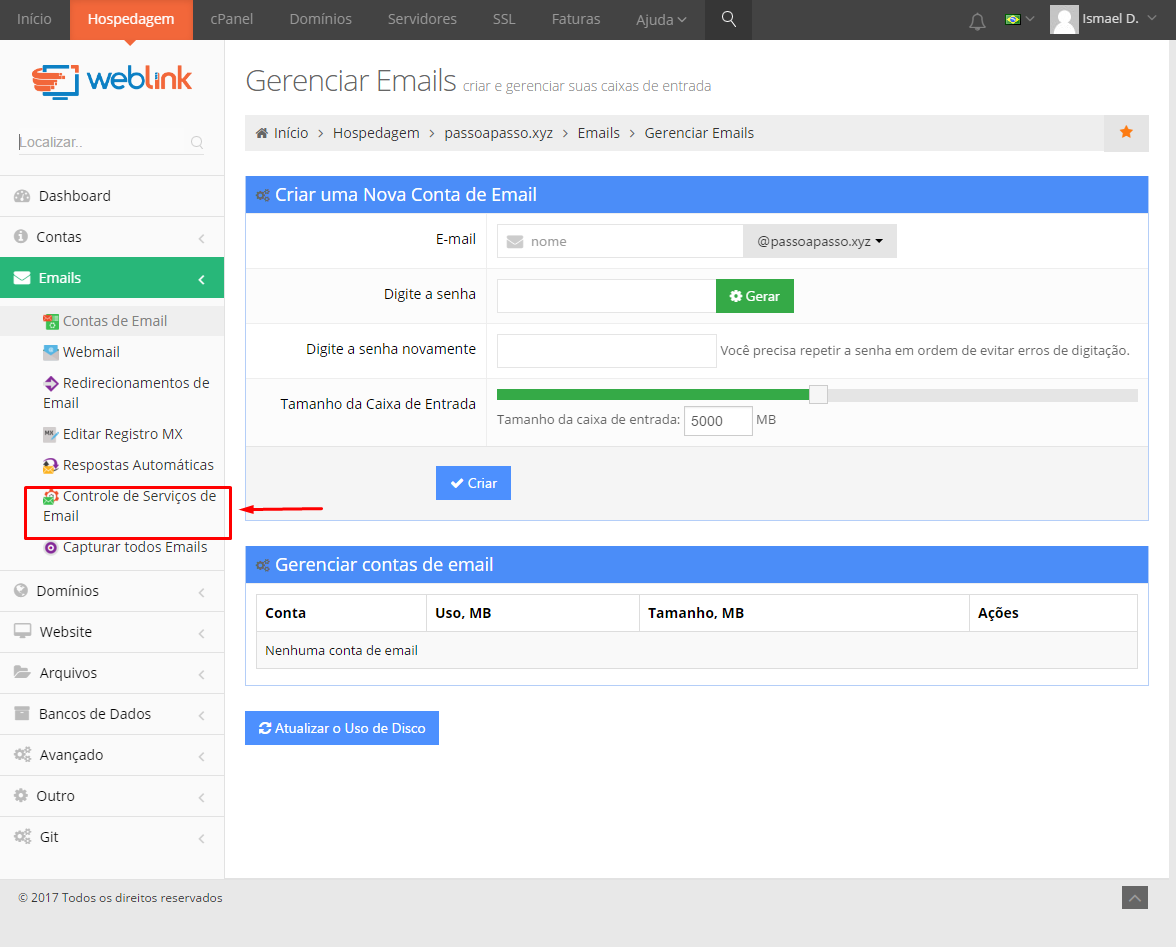 Início Hospedagem cPanel Domínios Servidores SSL Faturas Ajuda Ismael D.
weblink
Localizar..
Dashboard
Contas
Emails
Contas de Email
Webmail
Redirecionamentos de
Email
Editar Registro MX
Respostas Automáticas
Controle de Serviços de
Email
Capturar todos Emails
Domínios
Website
Arquivos
Bancos de Dados
Avançado
Outro
Git
Gerenciar Emails criar e gerenciar suas caixas de entrada
Início > Hospedagem > passoapasso.xyz > Emails > Gerenciar Emails
Criar uma Nova Conta de Email
E-mail nome @passoapasso.xyz
Digite a senha Gerar
Digite a senha novamente Você precisa repetir a senha em ordem de evitar erros de digitação.
Tamanho da Caixa de Entrada
Tamanho da caixa de entrada: 5000 MB
Criar
Gerenciar contas de email
Conta Uso, MB Tamanho, MB Ações
Nenhuma conta de email
Atualizar o Uso de Disco
© 2017 Todos os direitos reservados